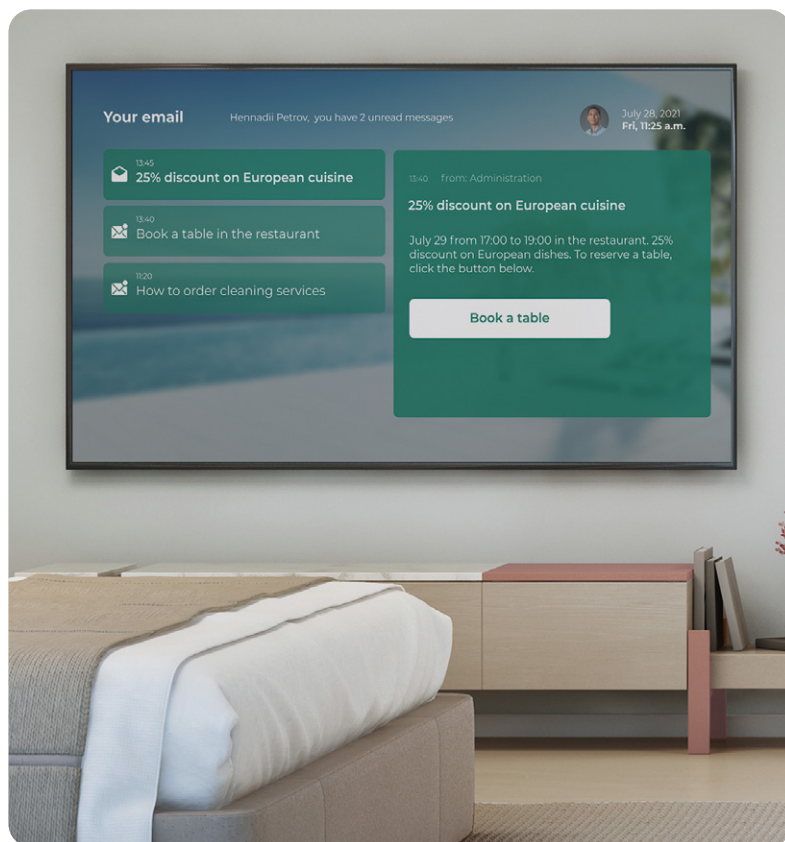 Your email
Hennadii Petrov, you have 2 unread messages
July 28, 2021
Fri, 11:25 a.m.
13:45
25% discount on European cuisine
13:40
Book a table in the restaurant
11:20
How to order cleaning services
13:40 from: Administration
25% discount on European cuisine
July 29 from 17:00 to 19:00 in the restaurant. 25%
discount on European dishes. To reserve a table,
click the button below.
Book a table